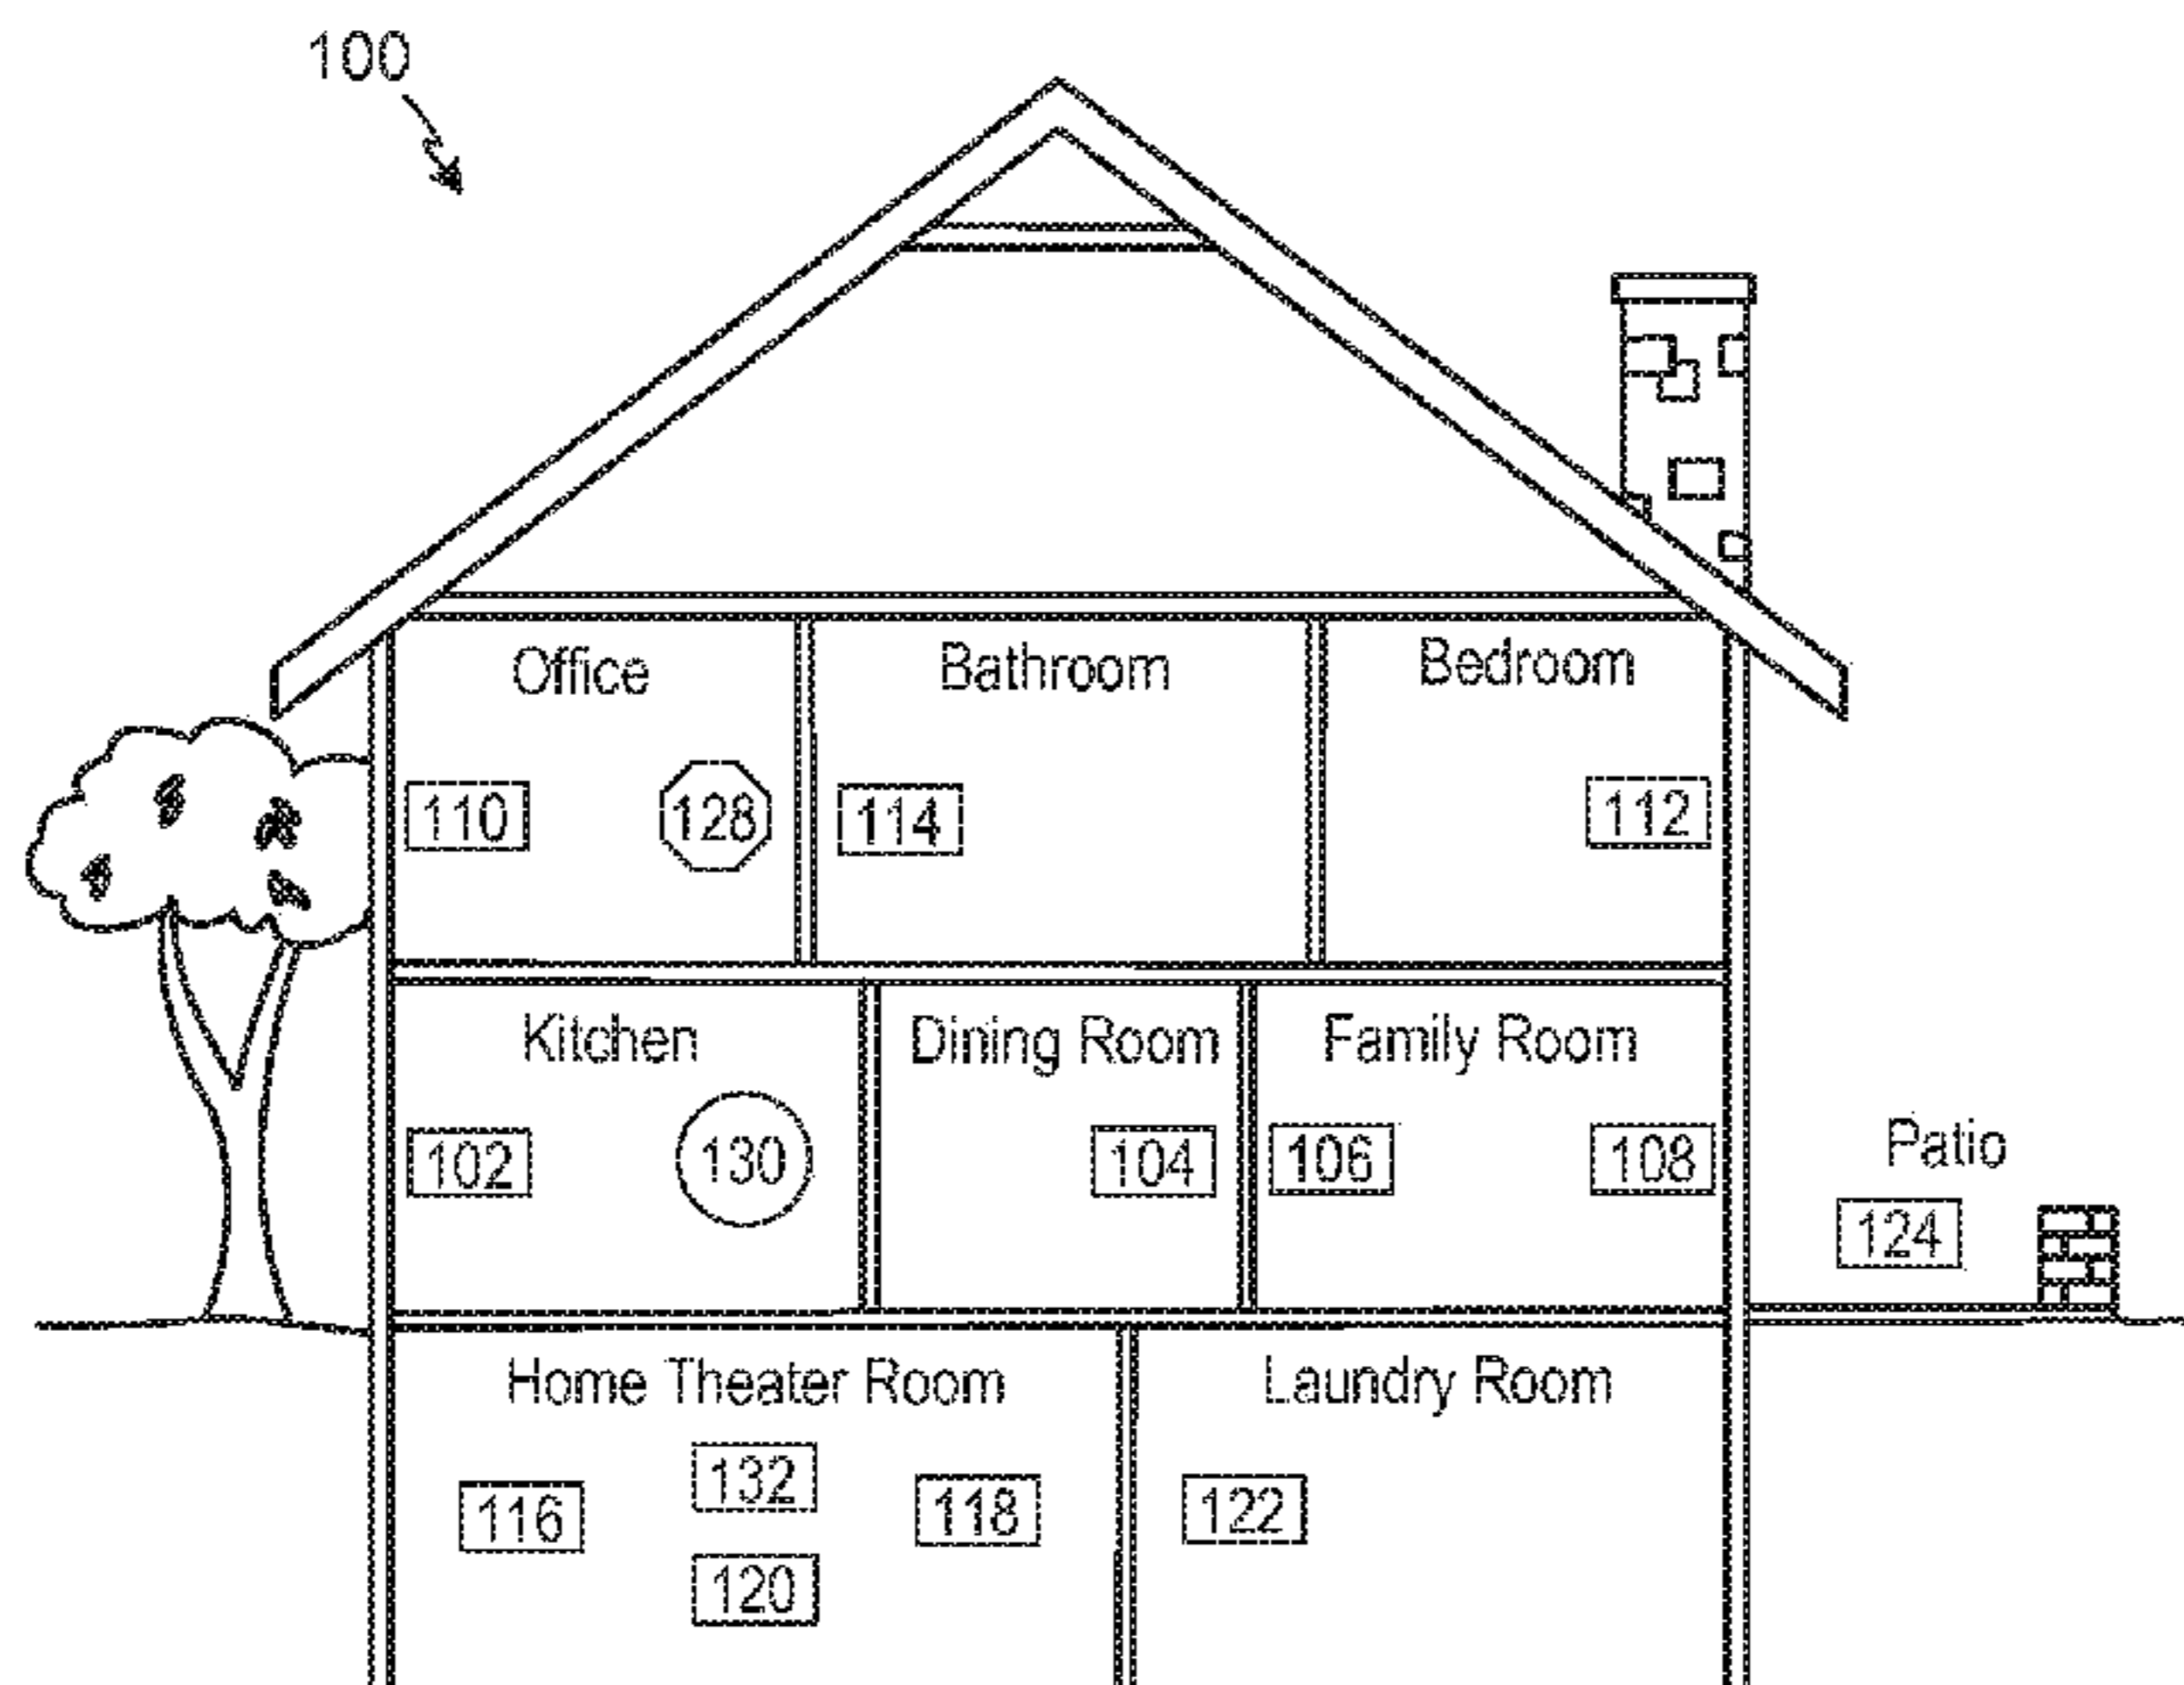 100
Office
Bathroom
Bedroom
110
128
114
112
Kitchen
Dining Room
Family Room
Patio
102
130
104
106
108
124
Home Theater Room
Laundry Room
116
132
118
122
120